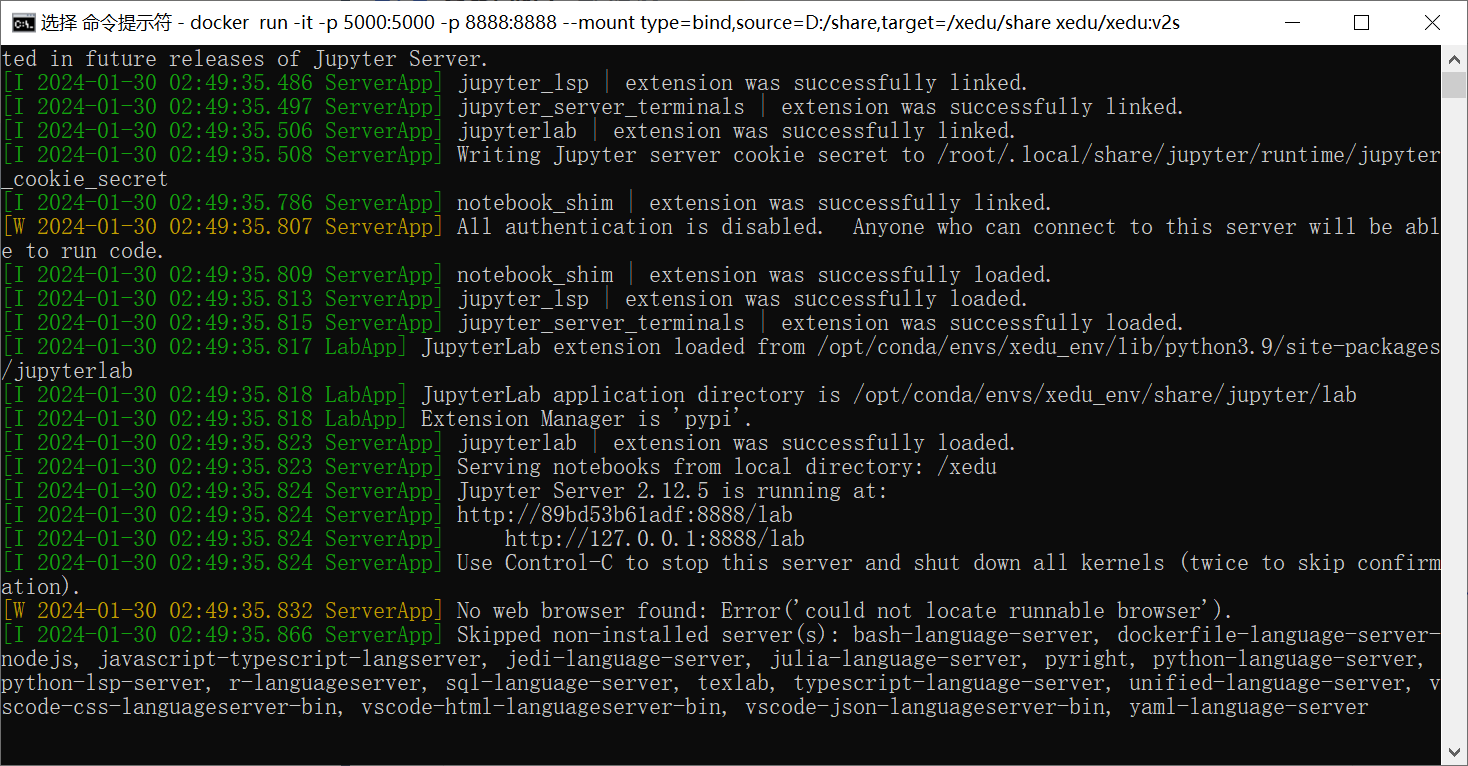 选择 命令提示符 - docker  run -it -p 5000:5000 -p 8888:8888 --mount type=bind,source=D:/share,target=/xedu/share xedu/xedu:v2s
ted in future releases of Jupyter Server.
[I 2024-01-30 02:49:35.486 ServerApp] jupyter_lsp | extension was successfully linked.
[I 2024-01-30 02:49:35.497 ServerApp] jupyter_server_terminals | extension was successfully linked.
[I 2024-01-30 02:49:35.506 ServerApp] jupyterlab | extension was successfully linked.
[I 2024-01-30 02:49:35.508 ServerApp] Writing Jupyter server cookie secret to /root/.local/share/jupyter/runtime/jupyter
_cookie_secret
[I 2024-01-30 02:49:35.786 ServerApp] notebook_shim | extension was successfully linked.
[W 2024-01-30 02:49:35.807 ServerApp] All authentication is disabled.  Anyone who can connect to this server will be abl
e to run code.
[I 2024-01-30 02:49:35.809 ServerApp] notebook_shim | extension was successfully loaded.
[I 2024-01-30 02:49:35.813 ServerApp] jupyter_lsp | extension was successfully loaded.
[I 2024-01-30 02:49:35.815 ServerApp] jupyter_server_terminals | extension was successfully loaded.
[I 2024-01-30 02:49:35.817 LabApp] JupyterLab extension loaded from /opt/conda/envs/xedu_env/lib/python3.9/site-packages
/jupyterlab
[I 2024-01-30 02:49:35.818 LabApp] JupyterLab application directory is /opt/conda/envs/xedu_env/share/jupyter/lab
[I 2024-01-30 02:49:35.818 LabApp] Extension Manager is 'pypi'.
[I 2024-01-30 02:49:35.823 ServerApp] jupyterlab | extension was successfully loaded.
[I 2024-01-30 02:49:35.823 ServerApp] Serving notebooks from local directory: /xedu
[I 2024-01-30 02:49:35.824 ServerApp] Jupyter Server 2.12.5 is running at:
[I 2024-01-30 02:49:35.824 ServerApp] http://89bd53b61adf:8888/lab
[I 2024-01-30 02:49:35.824 ServerApp]     http://127.0.0.1:8888/lab
[I 2024-01-30 02:49:35.824 ServerApp] Use Control-C to stop this server and shut down all kernels (twice to skip confirm
ation).
[W 2024-01-30 02:49:35.832 ServerApp] No web browser found: Error('could not locate runnable browser').
[I 2024-01-30 02:49:35.866 ServerApp] Skipped non-installed server(s): bash-language-server, dockerfile-language-server-
nodejs, javascript-typescript-langserver, jedi-language-server, julia-language-server, pyright, python-language-server,
python-lsp-server, r-languageserver, sql-language-server, texlab, typescript-language-server, unified-language-server, v
scode-css-languageserver-bin, vscode-html-languageserver-bin, vscode-json-languageserver-bin, yaml-language-server